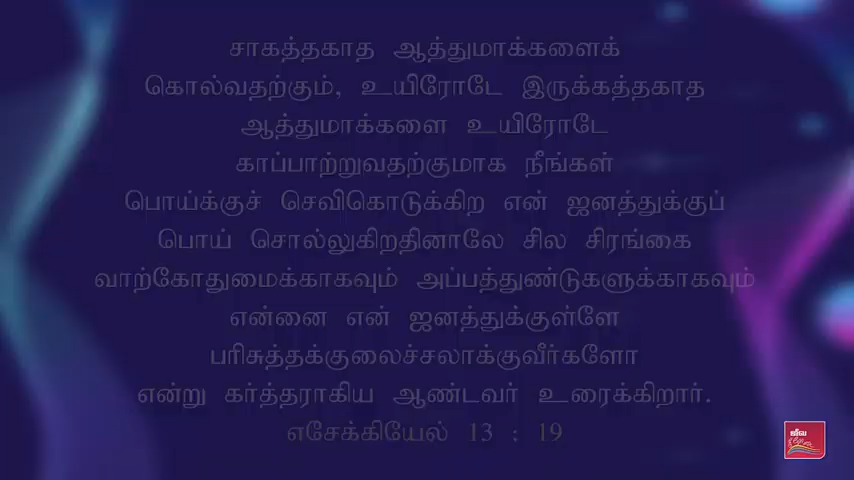 சாகத்தகாத ஆத்துமாக்களைக்
கொல்வதற்கும், உயிரோடே இருக்கத்தகாத
ஆத்துமாக்களை உயிரோடே
காப்பாற்றுவதற்குமாக நீங்கள்
பொய்க்குச் செவிகொடுக்கிற என் ஜனத்துக்குப்
பொய் சொல்லுகிறதினாலே சில சிரங்கை
வாற்கோதுமைக்காகவும் அப்பத்துண்டுகளுக்காகவும்
என்னை என் ஜனத்துக்குள்ளே
பரிசுத்தக்குலைச்சலாக்குவீர்களோ
என்று கர்த்தராகிய ஆண்டவர் உரைக்கிறார்.
எசேக்கியேல் 13 : 19
ஜீவ